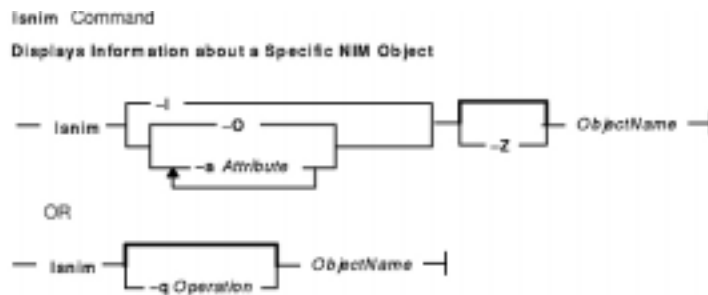 lsnim Command
Displays Information about a Specific NIM Object
lsnim
-l
-O
-a Attribute
-Z
ObjectName
OR
lsnim
-q Operation
ObjectName